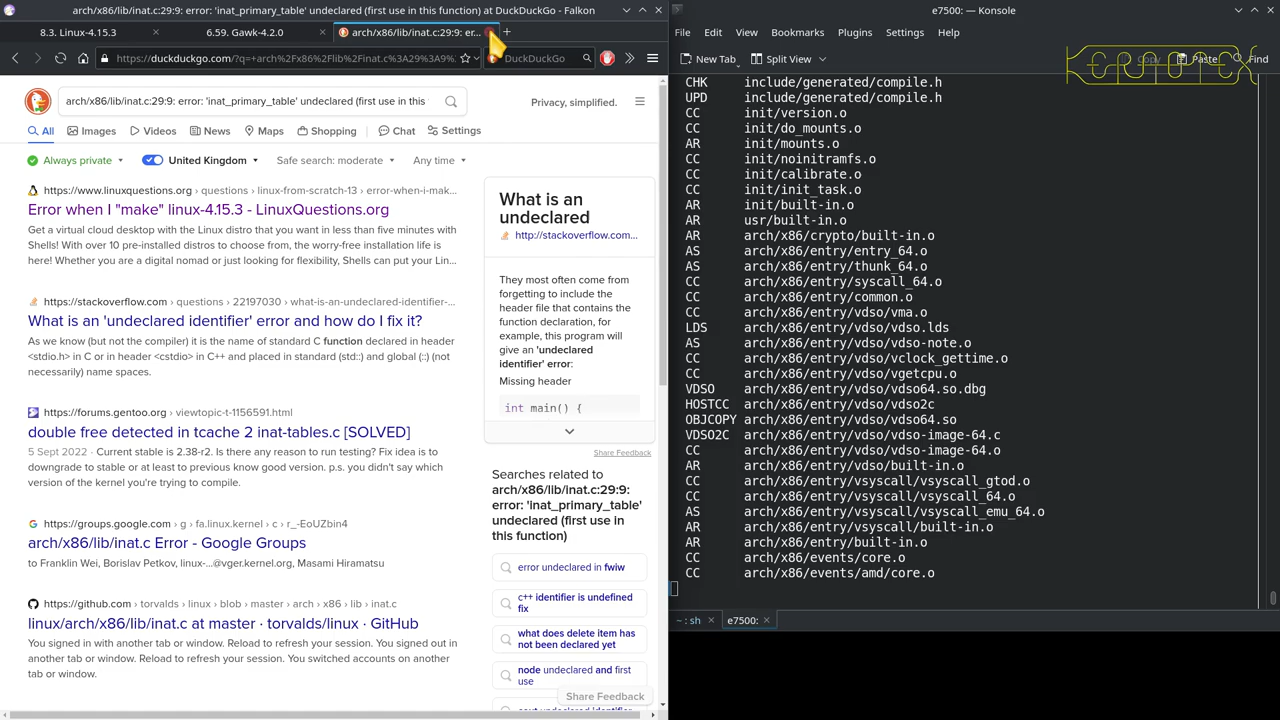 arch/x86/lib/inat.c:29:9: error: 'inat_primary_table' undeclared (first use in this function) at DuckDuckGo - Falkon
8.3. Linux-4.15.3
6.59. Gawk-4.2.0
arch/x86/lib/inat.c:29:9: er...
https://duckduckgo.com/?q=+arch%2Fx86%2Flib%2Finat.c%3A29%3A9%
DuckDuckGo
arch/x86/lib/inat.c:29:9: error: 'inat_primary_table' undeclared (first use in this
Privacy, simplified.
All
Images
Videos
News
Maps
Shopping
Chat
Settings
Always private
United Kingdom
Safe search: moderate
Any time
https://www.linuxquestions.org › questions › linux-from-scratch-13 › error-when-i-mak...
Error when I "make" linux-4.15.3 - LinuxQuestions.org
Get a virtual cloud desktop with the Linux distro that you want in less than five minutes with
Shells! With over 10 pre-installed distros to choose from, the worry-free installation life is
here! Whether you are a digital nomad or just looking for flexibility, Shells can put your Lin...
https://stackoverflow.com › questions › 22197030 › what-is-an-undeclared-identifier-...
What is an 'undeclared identifier' error and how do I fix it?
As we know (but not the compiler) it is the name of standard C function declared in header
<stdio.h> in C or in header <cstdio> in C++ and placed in standard (std::) and global (::) (not
necessarily) name spaces.
https://forums.gentoo.org › viewtopic-t-1156591.html
double free detected in tcache 2 inat-tables.c [SOLVED]
5 Sept 2022 · Current stable is 2.38-r2. Is there any reason to run testing? Fix idea is to
downgrade to stable or at least to previous know good version. p.s. you didn't say which
version of the kernel you're trying to compile.
https://groups.google.com › g › fa.linux.kernel › c › r_-EoUZbin4
arch/x86/lib/inat.c Error - Google Groups
to Franklin Wei, Borislav Petkov, linux-...@vger.kernel.org, Masami Hiramatsu
https://github.com › torvalds › linux › blob › master › arch › x86 › lib › inat.c
linux/arch/x86/lib/inat.c at master · torvalds/linux · GitHub
You signed in with another tab or window. Reload to refresh your session. You signed out in
another tab or window. Reload to refresh your session. You switched accounts on another
tab or window.
What is an
undeclared
http://stackoverflow.com...
They most often come from
forgetting to include the
header file that contains the
function declaration, for
example, this program will
give an 'undeclared
identifier' error:
Missing header
int main() {
Share Feedback
Searches related to
arch/x86/lib/inat.c:29:9:
error: 'inat_primary_table'
undeclared (first use in
this function)
error undeclared in fwiw
c++ identifier is undefined
fix
what does delete item has
not been declared yet
node undeclared and first
use
Share Feedback
e7500: — Konsole
File Edit View Bookmarks Plugins Settings Help
New Tab Split View Copy Paste Find
CHK include/generated/compile.h
UPD include/generated/compile.h
CC init/version.o
CC init/do_mounts.o
AR init/mounts.o
CC init/noinitramfs.o
CC init/calibrate.o
CC init/init_task.o
AR init/built-in.o
AR usr/built-in.o
AR arch/x86/crypto/built-in.o
AS arch/x86/entry/entry_64.o
AS arch/x86/entry/thunk_64.o
CC arch/x86/entry/syscall_64.o
CC arch/x86/entry/common.o
CC arch/x86/entry/vdso/vma.o
LDS arch/x86/entry/vdso/vdso.lds
AS arch/x86/entry/vdso/vdso-note.o
CC arch/x86/entry/vdso/vclock_gettime.o
CC arch/x86/entry/vdso/vgetcpu.o
VDSO arch/x86/entry/vdso/vdso64.so.dbg
HOSTCC arch/x86/entry/vdso/vdso2c
OBJCOPY arch/x86/entry/vdso/vdso64.so
VDSO2C arch/x86/entry/vdso/vdso-image-64.c
CC arch/x86/entry/vdso/vdso-image-64.o
AR arch/x86/entry/vdso/built-in.o
CC arch/x86/entry/vsyscall/vsyscall_gtod.o
CC arch/x86/entry/vsyscall/vsyscall_64.o
AS arch/x86/entry/vsyscall/vsyscall_emu_64.o
AR arch/x86/entry/vsyscall/built-in.o
AR arch/x86/entry/built-in.o
CC arch/x86/events/core.o
CC arch/x86/events/amd/core.o
~ : sh
e7500: